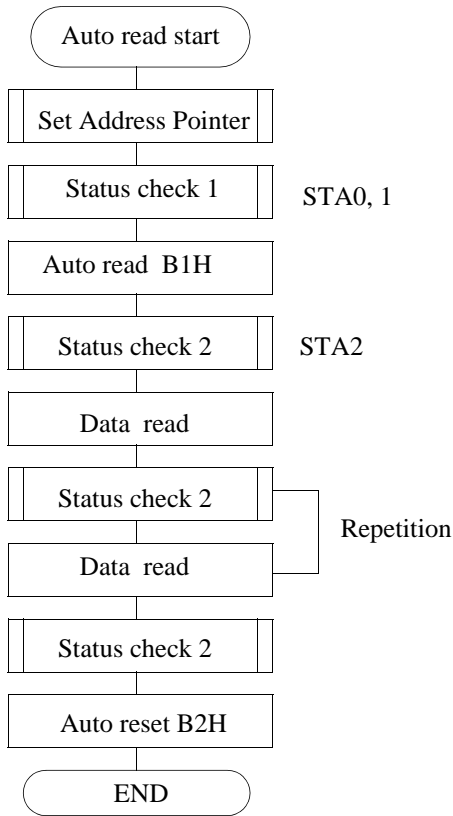 Auto read start
Set Address Pointer
Status check 1
STA0, 1
Auto read B1H
Status check 2
STA2
Data read
Status check 2
Repetition
Data read
Status check 2
Auto reset B2H
END